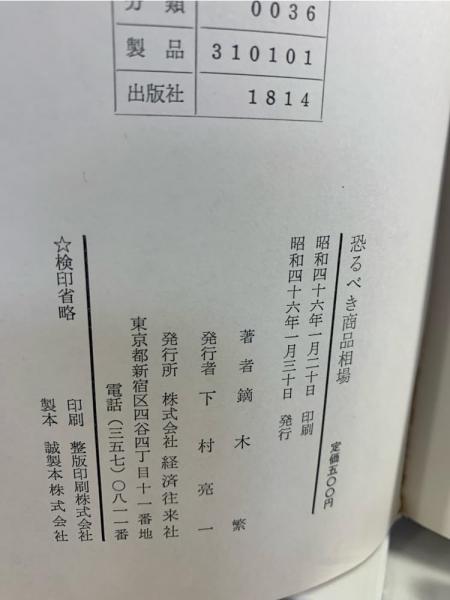 分類 0036
製品 310101
出版社 1814
恐るべき商品相場
定価五〇〇円
昭和四十六年一月二十日 印刷
昭和四十六年一月三十日 発行
著者 鏑木 繁
発行者 下村亮一
発行所 株式会社 経済往来社
東京都新宿区四谷四丁目十一番地
電話(三五七)〇八一一番
☆検印省略
印刷 整版印刷株式会社
製本 誠製本株式会社